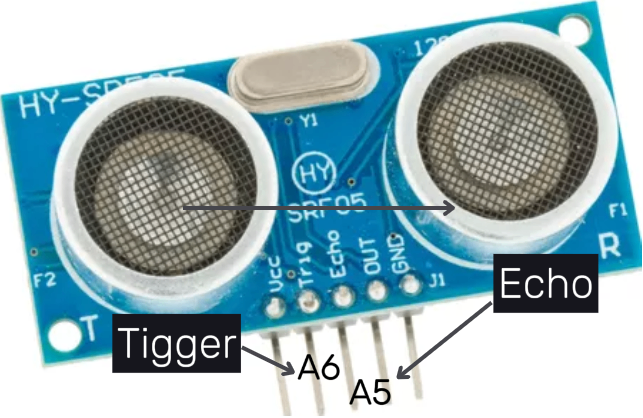 HY-SRF05
Y1
HY
SRF05
Vcc
Trig
Echo
OUT
GND
J1
F1
R
F2
T
Tigger
Echo
A6
A5